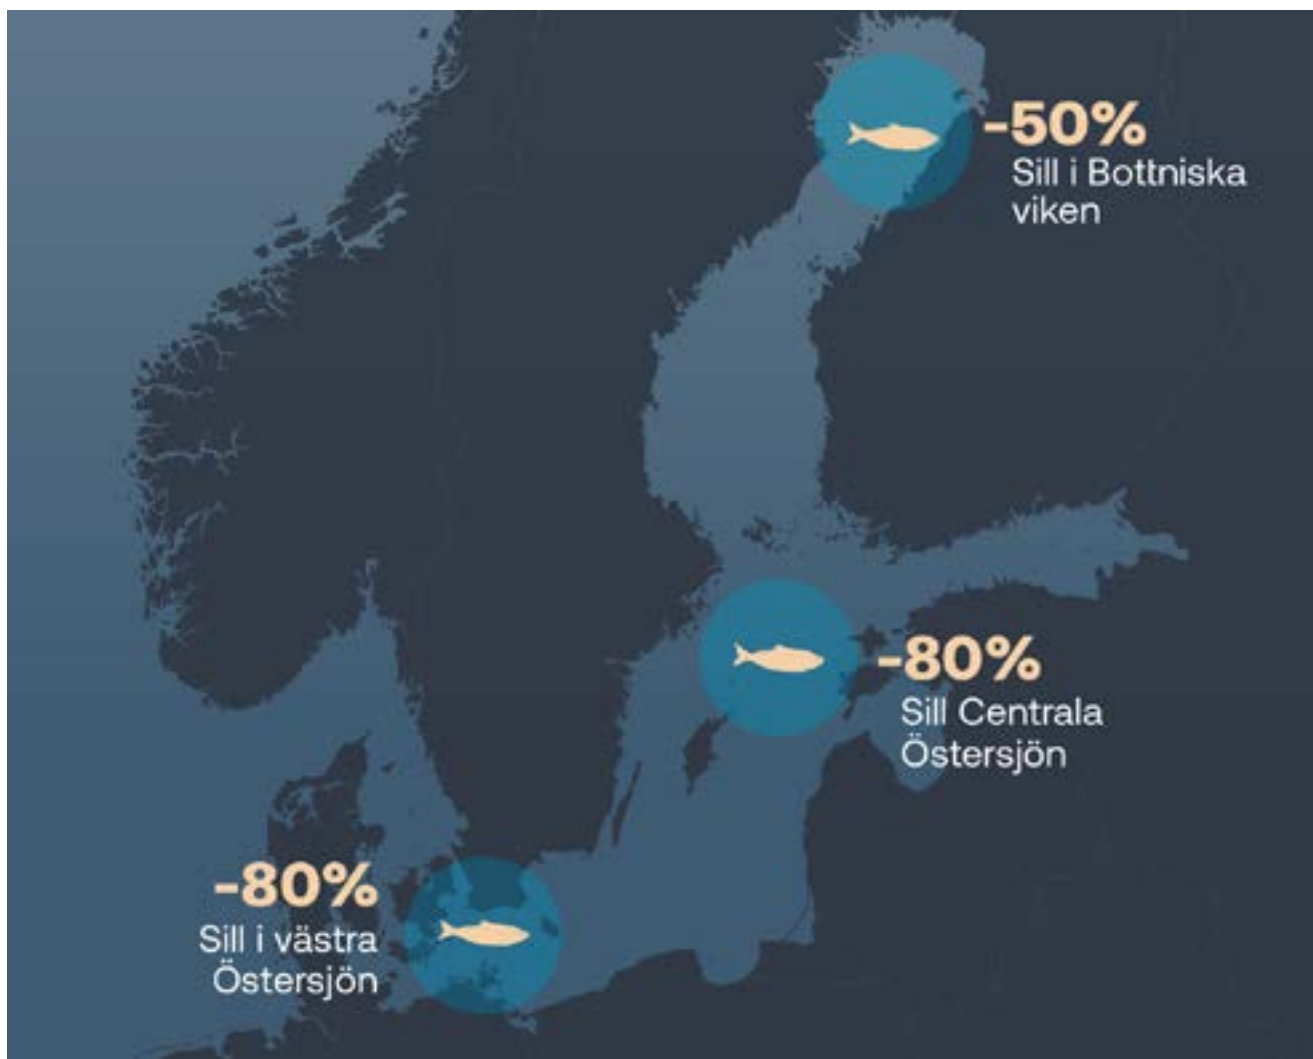 -50%
Sill i Bottniska
viken
-80%
Sill Centrala
Östersjön
-80%
Sill i västra
Östersjön